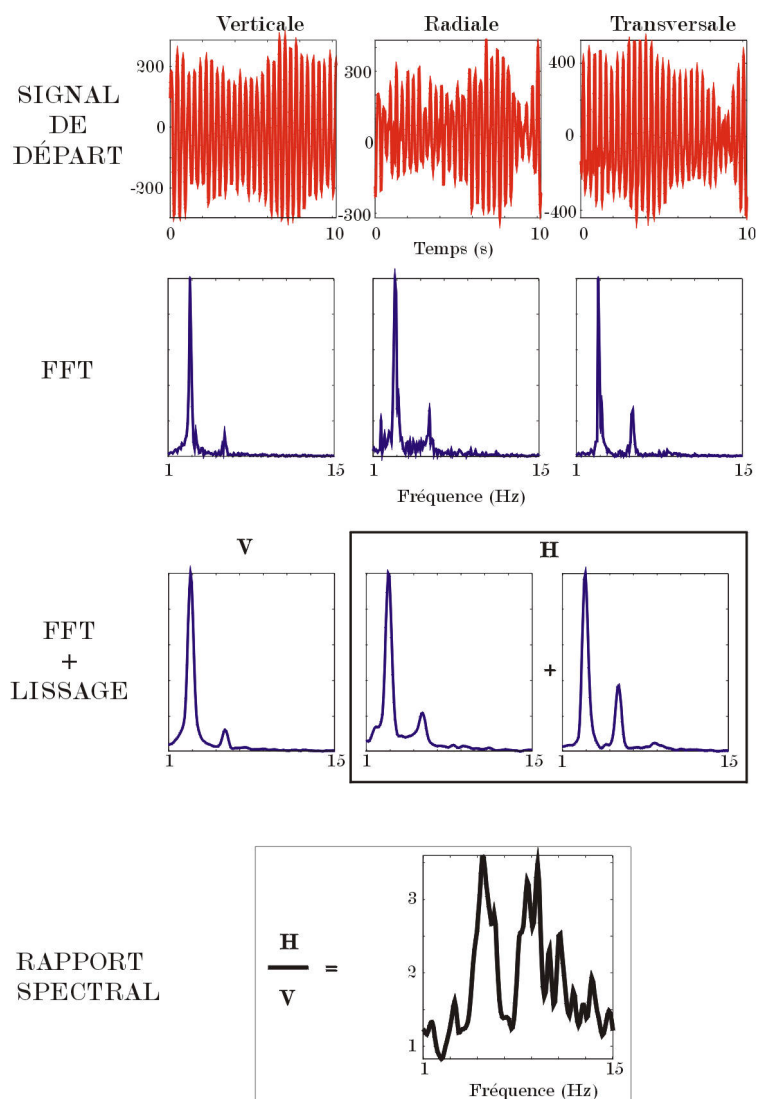 Verticale Radiale Transversale
SIGNAL
DE
DÉPART
200
0
-200
0 10
300
0
-300
0 10
400
0
-400
0 10
Temps (s)
FFT
1 15
1 15
1 15
Fréquence (Hz)
V H
FFT
+
LISSAGE
1 15
1 15
+
1 15
RAPPORT
SPECTRAL
H
V
=
3
2
1
1 15
Fréquence (Hz)